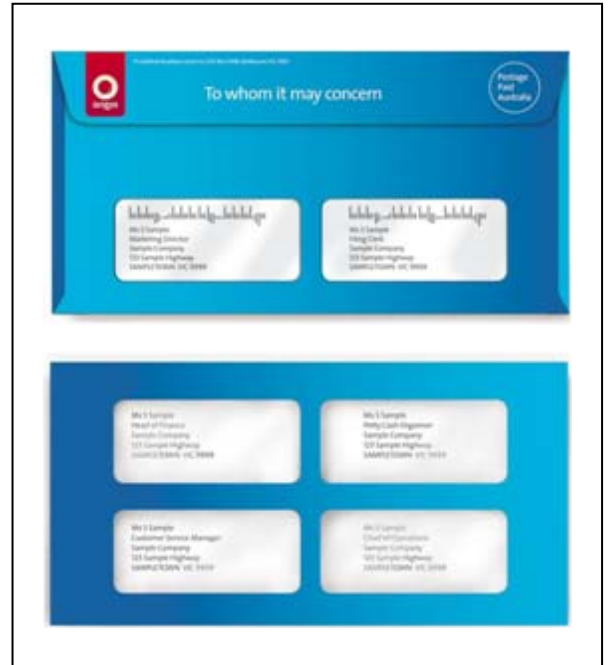 origin
To whom it may concern
Postage
Paid
Australia
Ms S Sample
Marketing Director
Sample Company
123 Sample Highway
SAMPLETOWN VIC 9999
Ms S Sample
Filing Clerk
Sample Company
123 Sample Highway
SAMPLETOWN VIC 9999
Ms S Sample
Head of Finance
Sample Company
123 Sample Highway
SAMPLETOWN VIC 9999
Ms S Sample
Petty Cash Organiser
Sample Company
123 Sample Highway
SAMPLETOWN VIC 9999
Ms S Sample
Customer Service Manager
Sample Company
123 Sample Highway
SAMPLETOWN VIC 9999
Ms S Sample
Chief of Operations
Sample Company
123 Sample Highway
SAMPLETOWN VIC 9999